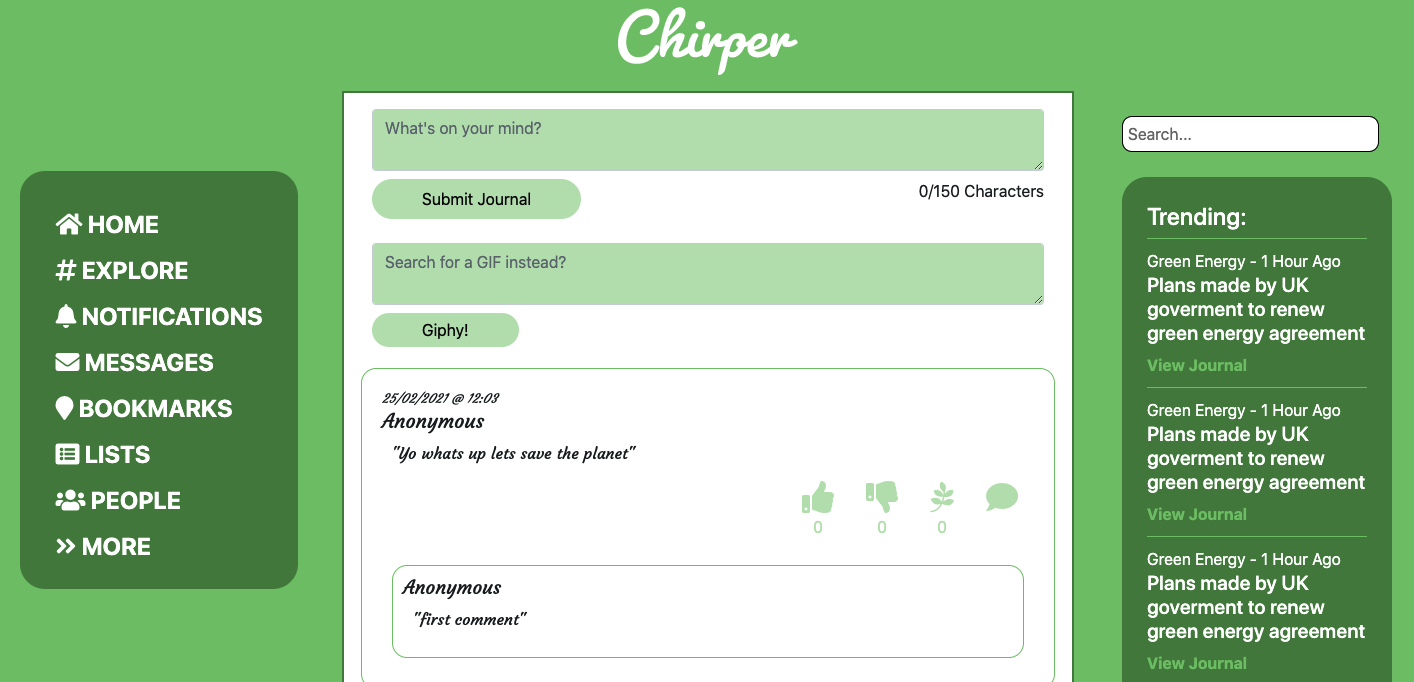 Chirper
HOME
EXPLORE
NOTIFICATIONS
MESSAGES
BOOKMARKS
LISTS
PEOPLE
MORE
What's on your mind?
Submit Journal
0/150 Characters
Search for a GIF instead?
Giphy!
25/02/2021 @ 12:03
Anonymous
"Yo whats up lets save the planet"
0 0 0
Anonymous
"first comment"
Search...
Trending:
Green Energy - 1 Hour Ago
Plans made by UK
goverment to renew
green energy agreement
View Journal
Green Energy - 1 Hour Ago
Plans made by UK
goverment to renew
green energy agreement
View Journal
Green Energy - 1 Hour Ago
Plans made by UK
goverment to renew
green energy agreement
View Journal